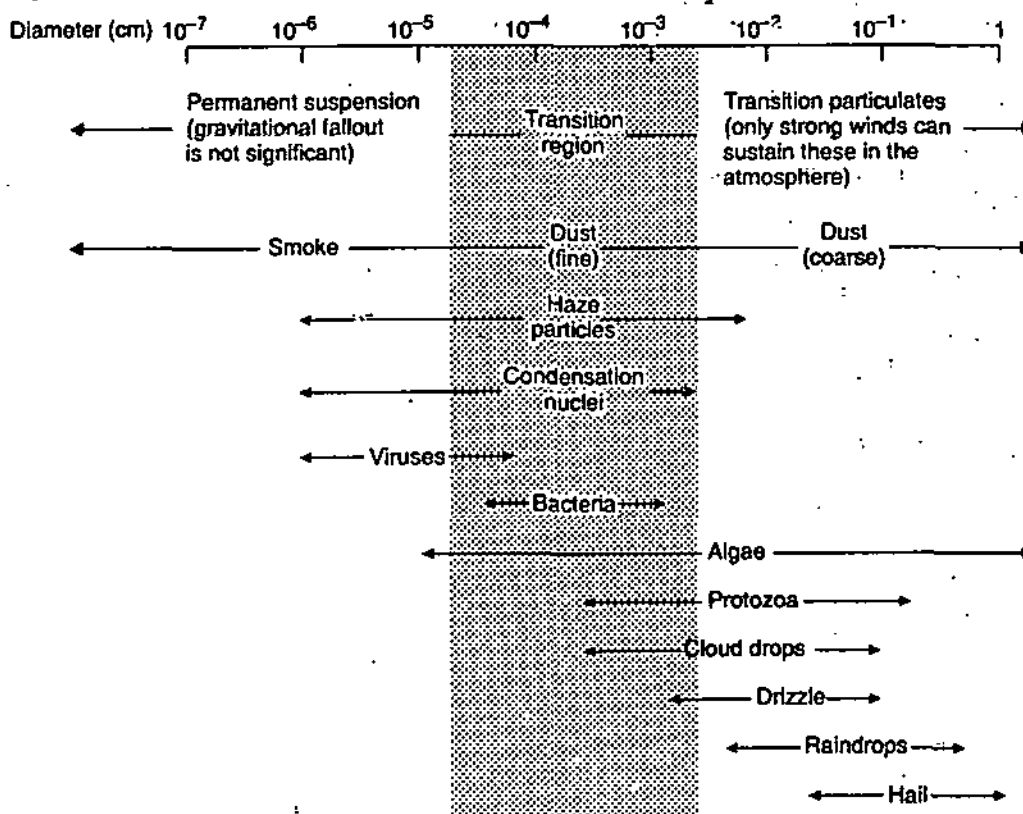 Diameter (cm) 10⁻⁷ 10⁻⁶ 10⁻⁵ 10⁻⁴ 10⁻³ 10⁻² 10⁻¹ 1
Permanent suspension
(gravitational fallout
is not significant)
Transition
region
Transition particulates
(only strong winds can
sustain these in the
atmosphere)
Smoke
Dust
(fine)
Dust
(coarse)
Haze
particles
Condensation
nuclei
Viruses
Bacteria
Algae
Protozoa
Cloud drops
Drizzle
Raindrops
Hail